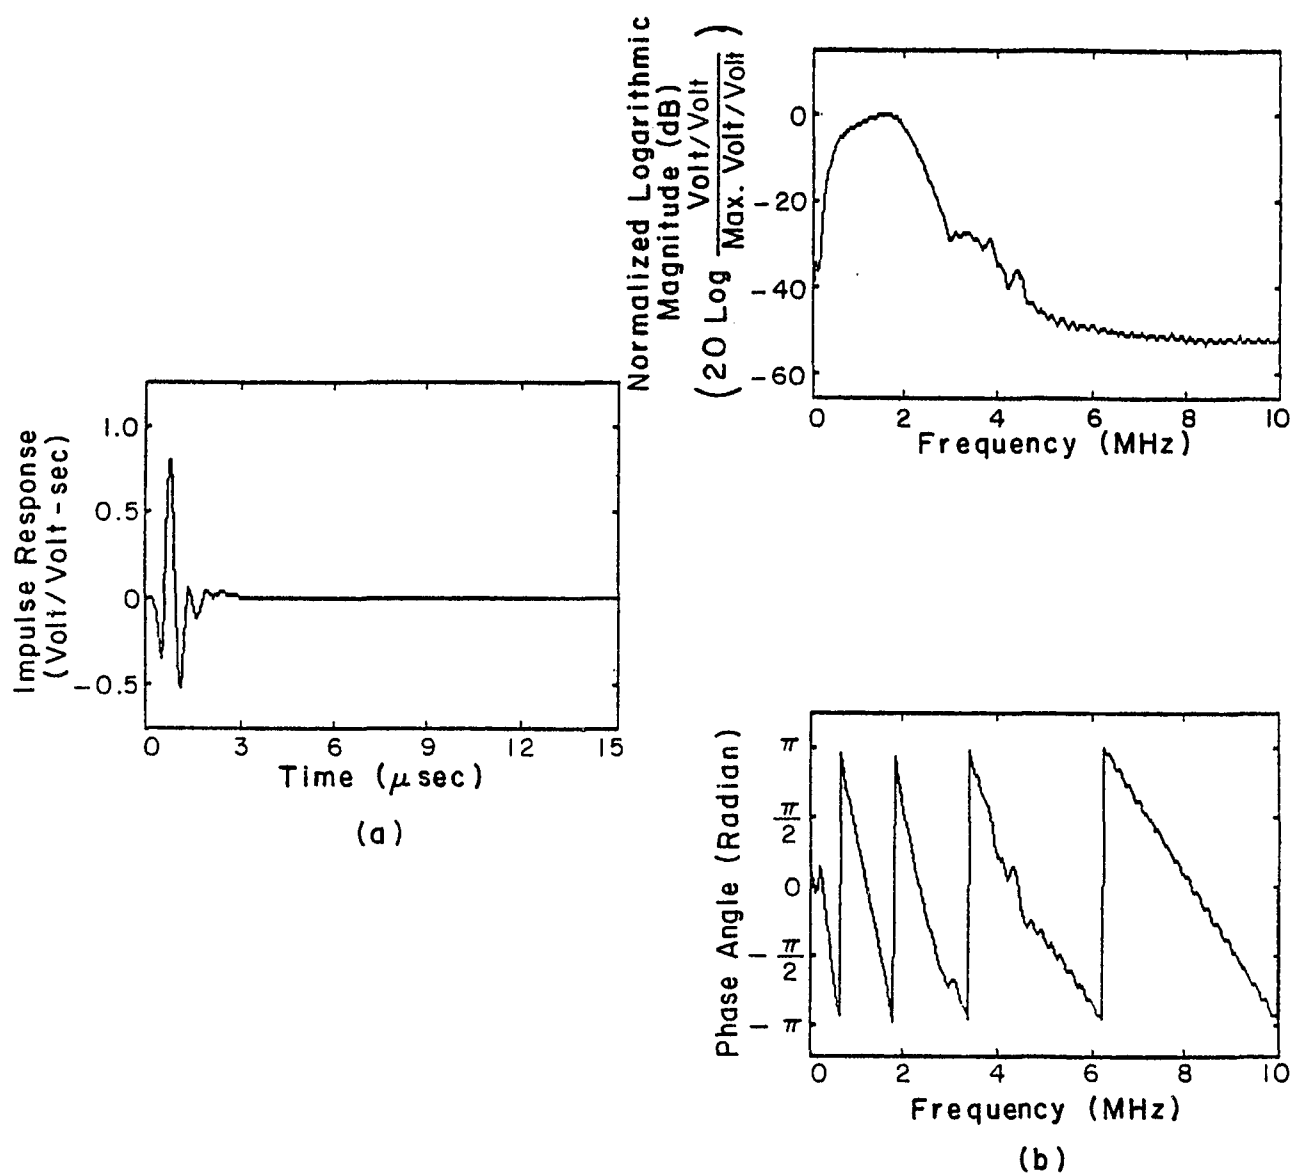 Normalized Logarithmic
Magnitude (dB)
(20 Log Volt/Volt
Max. Volt/Volt)
0
-20
-40
-60
0 2 4 6 8 10
Frequency (MHz)
Impulse Response
(Volt/Volt-sec)
1.0
0.5
0
-0.5
0 3 6 9 12 15
Time (μsec)
(a)
Phase Angle (Radian)
π
π/2
0
-π/2
-π
0 2 4 6 8 10
Frequency (MHz)
(b)